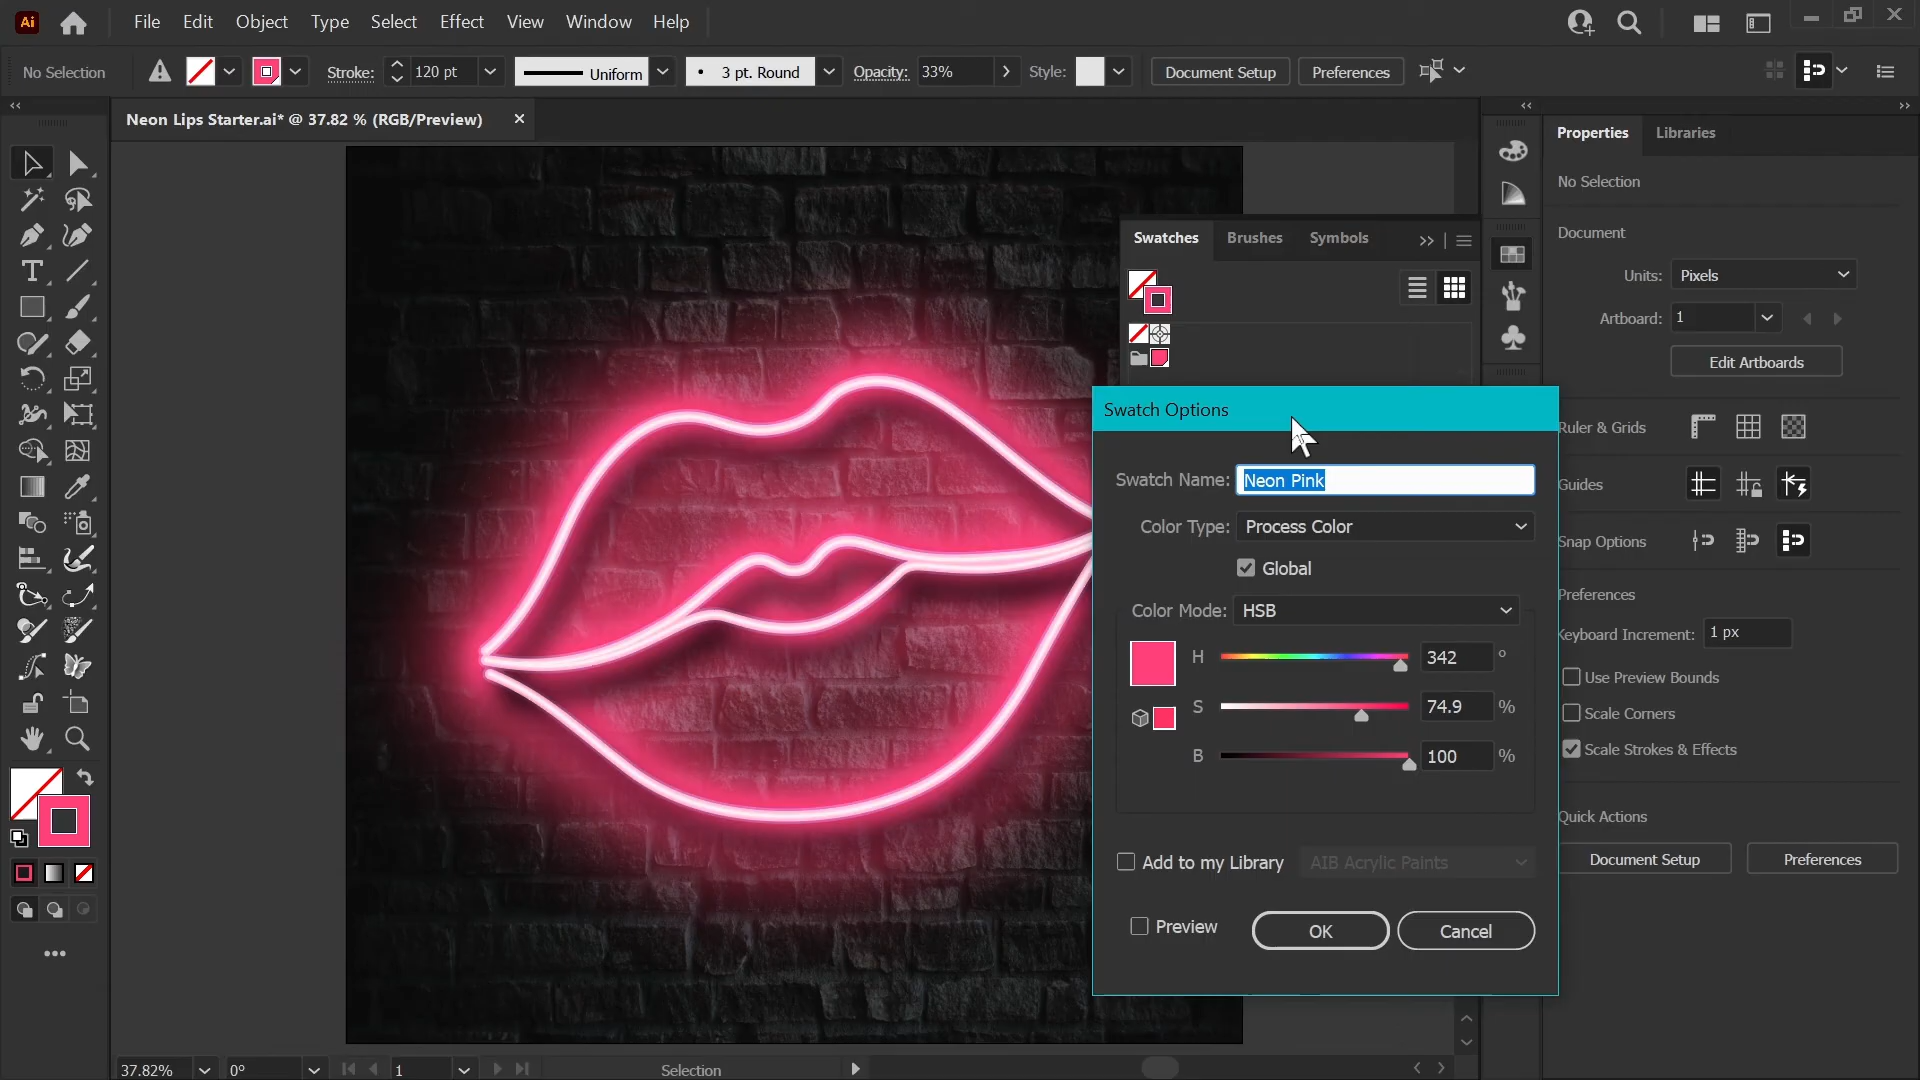 Ai File Edit Object Type Select Effect View Window Help
No Selection Stroke: 120 pt Uniform 3 pt. Round Opacity: 33% Style: Document Setup Preferences
Neon Lips Starter.ai* @ 37.82 % (RGB/Preview)
Properties Libraries
No Selection
Document
Units: Pixels
Artboard: 1
Edit Artboards
Ruler & Grids
Guides
Snap Options
Preferences
Keyboard Increment: 1 px
Use Preview Bounds
Scale Corners
Scale Strokes & Effects
Quick Actions
Document Setup Preferences
Swatches Brushes Symbols
Swatch Options
Swatch Name: Neon Pink
Color Type: Process Color
Global
Color Mode: HSB
H 342 °
S 74.9 %
B 100 %
Add to my Library AIB Acrylic Paints
Preview OK Cancel
37.82% 0° 1 Selection